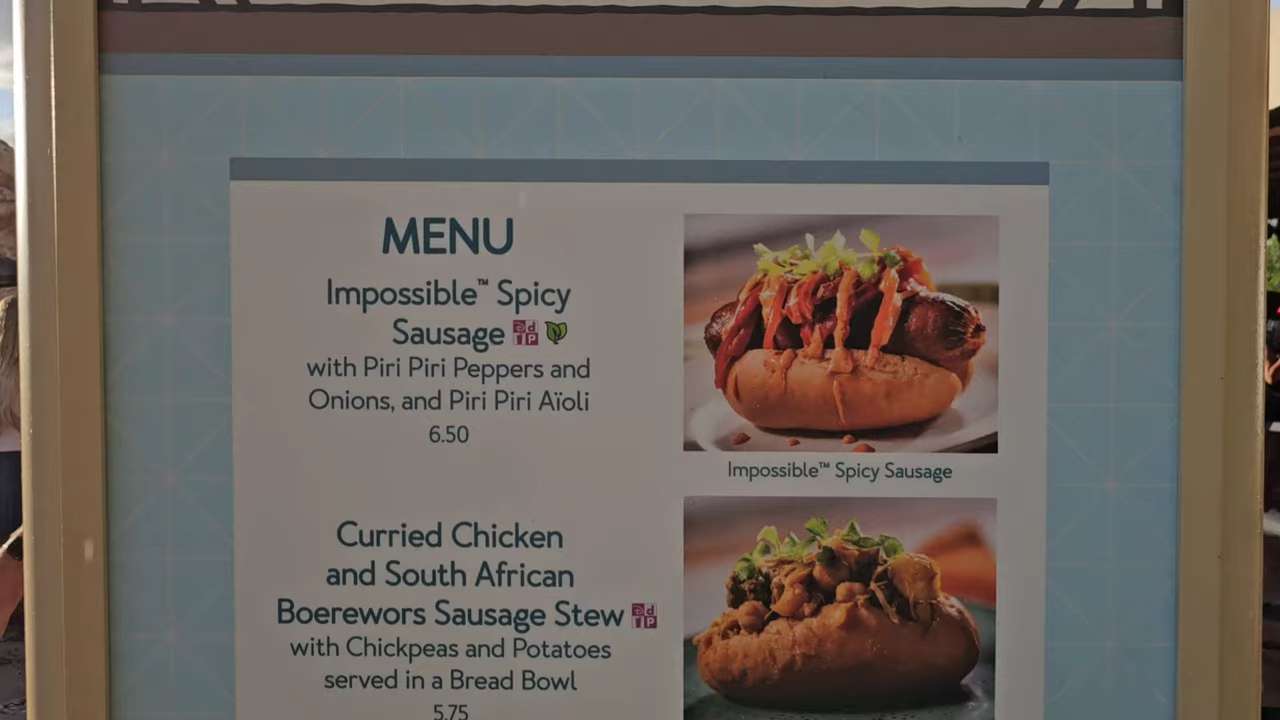 MENU
Impossible™ Spicy
Sausage
with Piri Piri Peppers and
Onions, and Piri Piri Aïoli
6.50
Impossible™ Spicy Sausage
Curried Chicken
and South African
Boerewors Sausage Stew
with Chickpeas and Potatoes
served in a Bread Bowl
5.75